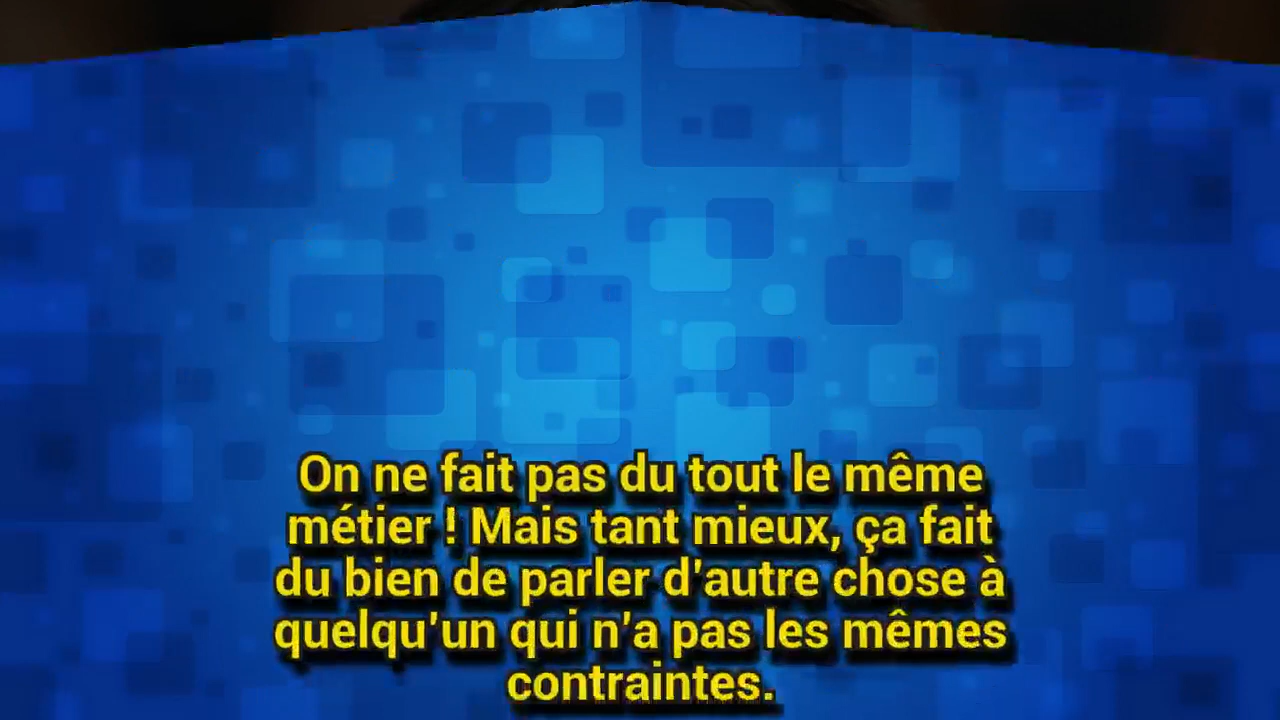 On ne fait pas du tout le même
métier ! Mais tant mieux, ça fait
du bien de parler d'autre chose à
quelqu'un qui n'a pas les mêmes
contraintes.